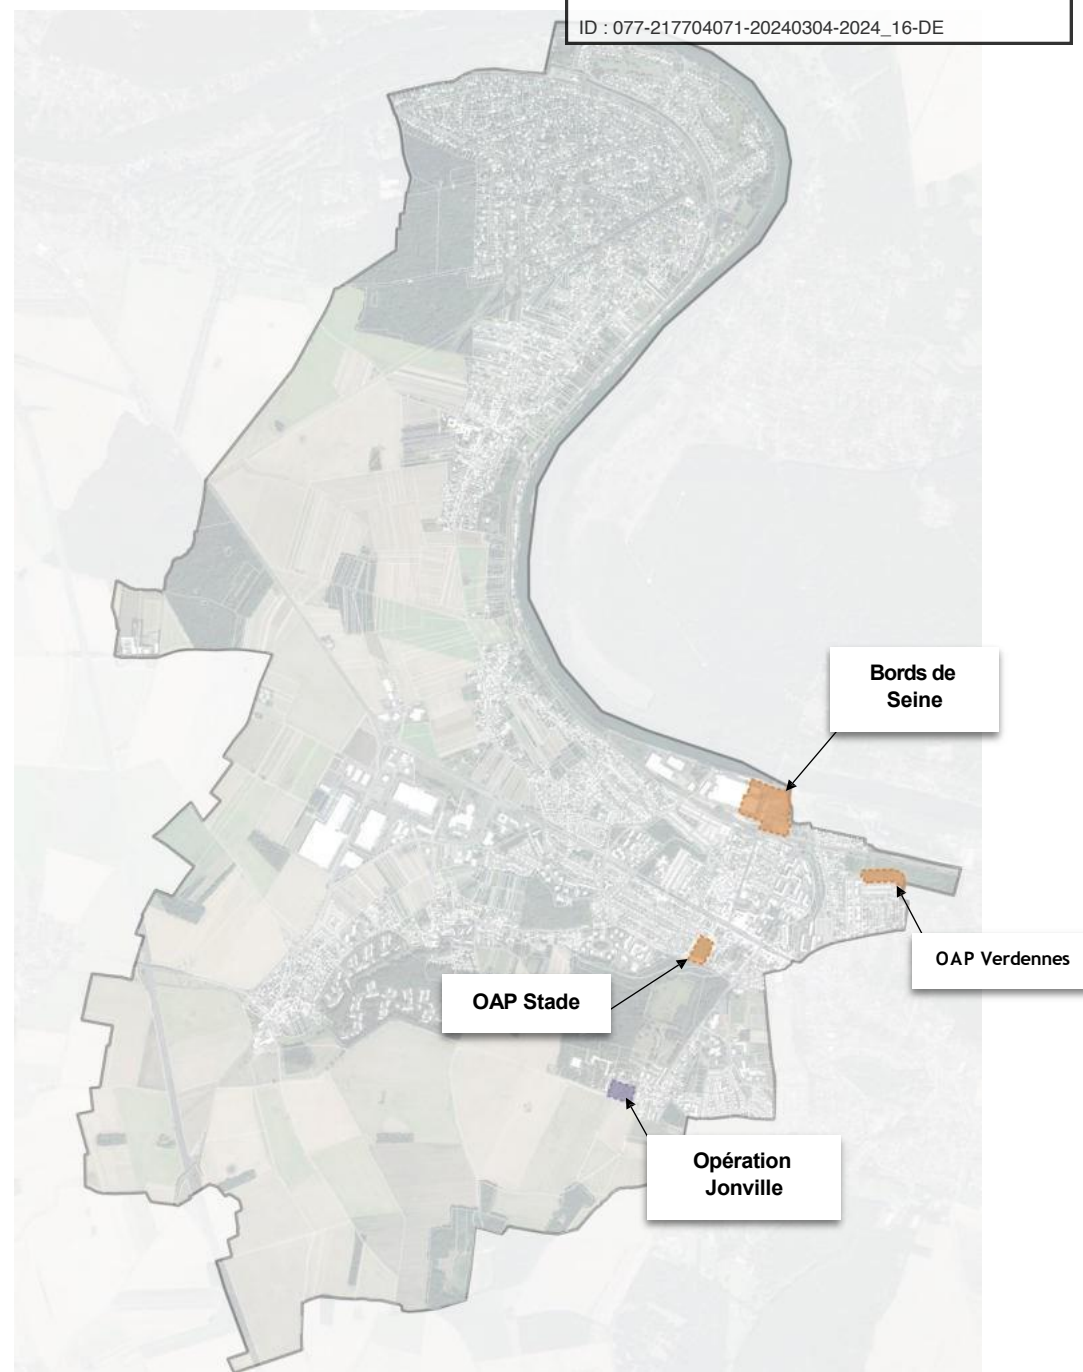 ID : 077-217704071-20240304-2024_16-DE
Bords de
Seine
OAP Verdennes
OAP Stade
Opération
Jonville